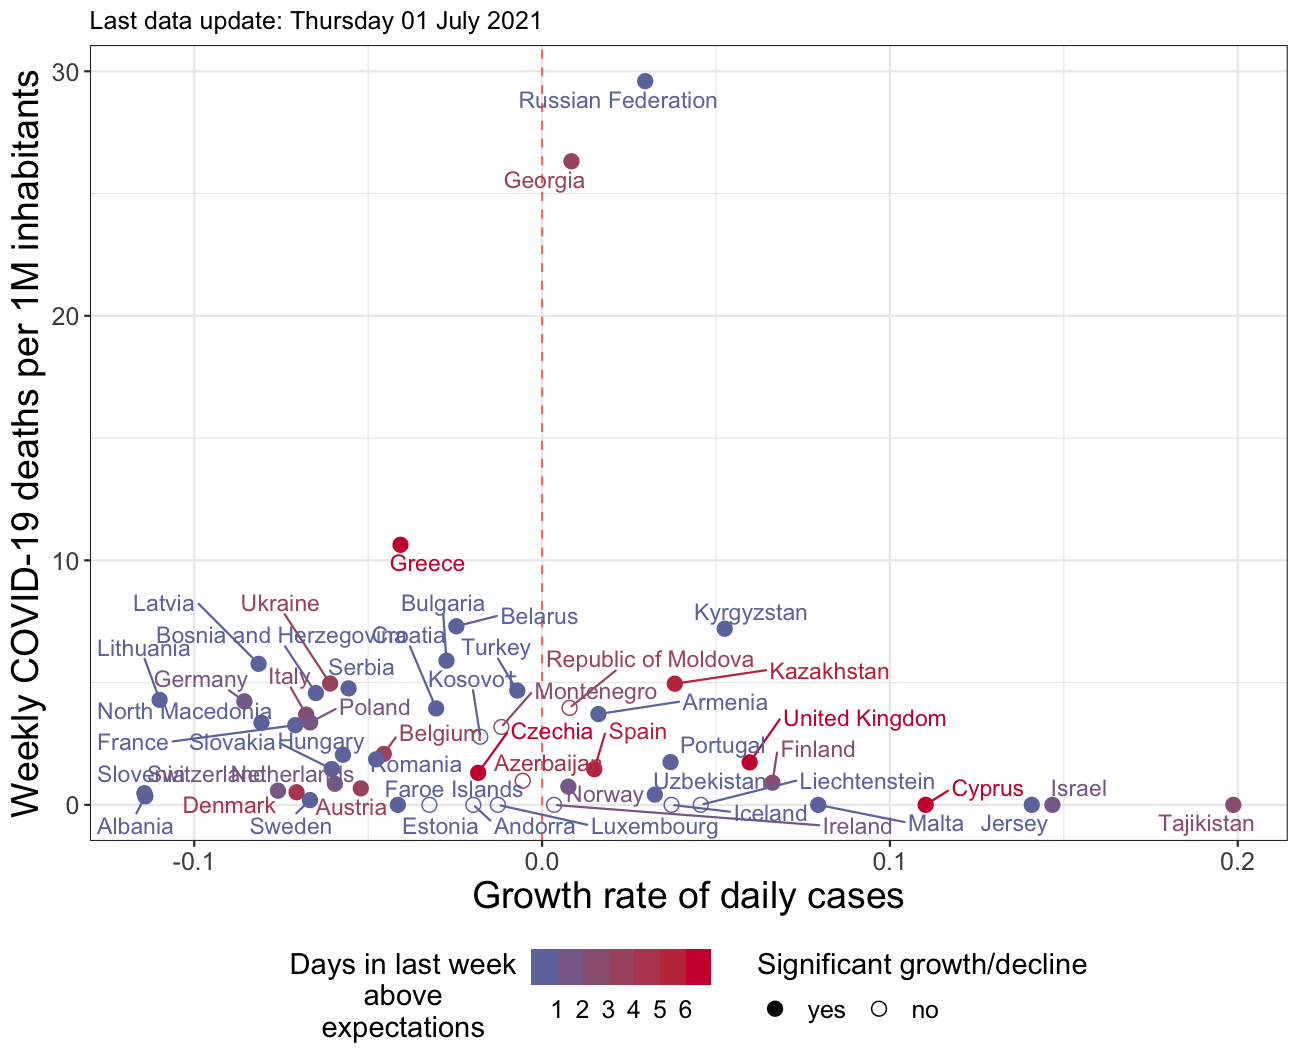 Last data update: Thursday 01 July 2021
Weekly COVID-19 deaths per 1M inhabitants
30
20
10
0
Russian Federation
Georgia
Greece
Latvia
Ukraine
Bulgaria
Belarus
Kyrgyzstan
Bosnia and Herzegovina
Croatia
Lithuania
Turkey
Republic of Moldova
Serbia
Kazakhstan
Germany
Italy
Kosovo†
Montenegro
Armenia
North Macedonia
Poland
United Kingdom
France
Slovakia
Hungary
Belgium
Czechia
Spain
Portugal
Finland
Romania
Azerbaijan
Slovenia
Switzerland
Netherlands
Uzbekistan
Liechtenstein
Faroe Islands
Norway
Cyprus
Israel
Denmark
Austria
Iceland
Albania
Sweden
Estonia
Andorra
Luxembourg
Ireland
Malta
Jersey
Tajikistan
-0.1
0.0
0.1
0.2
Growth rate of daily cases
Days in last week
above
expectations
1 2 3 4 5 6
Significant growth/decline
yes
no